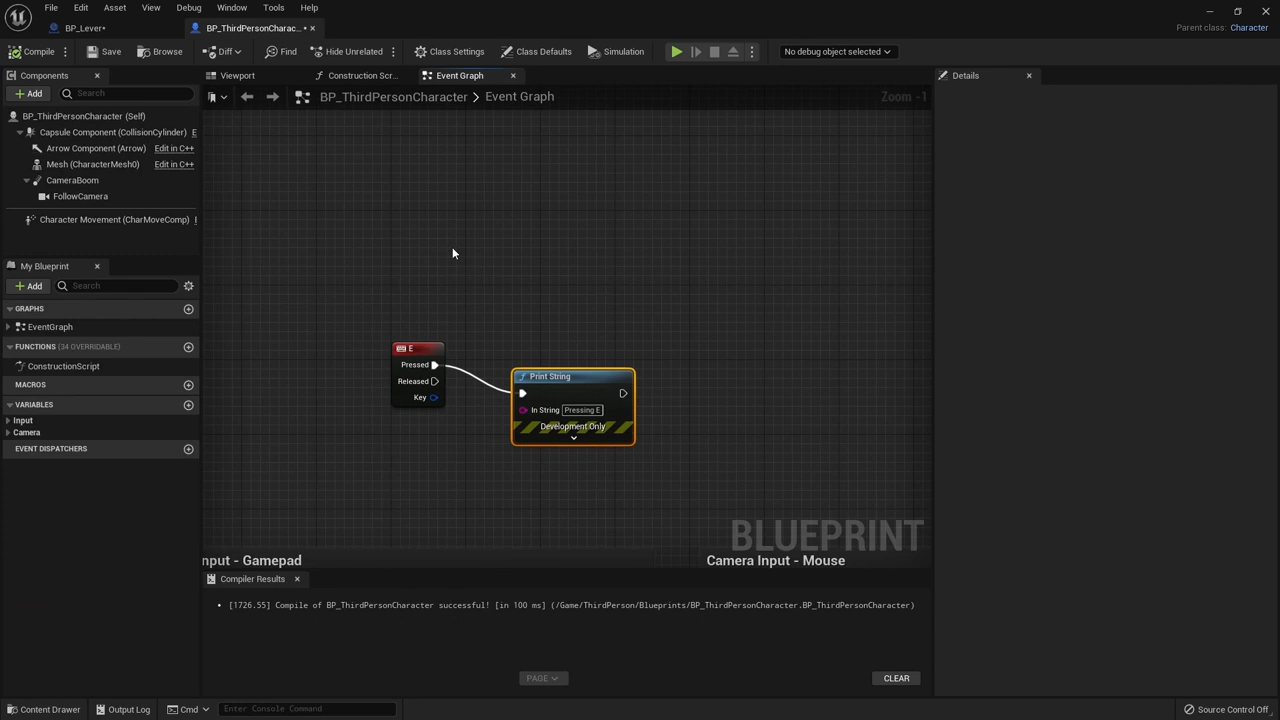 File Edit Asset View Debug Window Tools Help
BP_Lever•
BP_ThirdPersonCharac... •
Parent class: Character
Compile
Save
Browse
Diff
Find
Hide Unrelated
Class Settings
Class Defaults
Simulation
No debug object selected
Components
Viewport
Construction Scr...
Event Graph
Details
Add
Search
BP_ThirdPersonCharacter > Event Graph
Zoom -1
BP_ThirdPersonCharacter (Self)
Capsule Component (CollisionCylinder) E
Arrow Component (Arrow) Edit in C++
Mesh (CharacterMesh0) Edit in C++
CameraBoom
FollowCamera
Character Movement (CharMoveComp)
My Blueprint
Add
Search
GRAPHS
EventGraph
FUNCTIONS (34 OVERRIDABLE)
ConstructionScript
MACROS
VARIABLES
Input
Camera
EVENT DISPATCHERS
E
Pressed
Released
Key
Print String
In String Pressing E
Development Only
BLUEPRINT
nput - Gamepad
Camera Input - Mouse
Compiler Results
• [1726.55] Compile of BP_ThirdPersonCharacter successful! [in 100 ms] (/Game/ThirdPerson/Blueprints/BP_ThirdPersonCharacter.BP_ThirdPersonCharacter)
PAGE
CLEAR
Content Drawer
Output Log
Cmd
Enter Console Command
Source Control Off